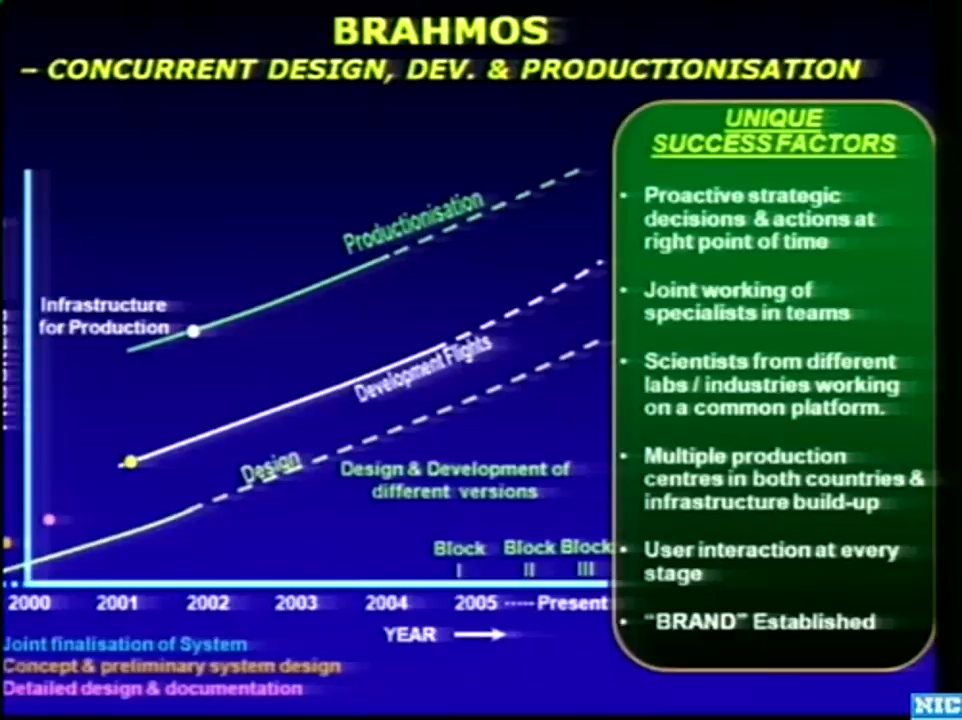 BRAHMOS
– CONCURRENT DESIGN, DEV. & PRODUCTIONISATION
UNIQUE
SUCCESS FACTORS
• Proactive strategic
decisions & actions at
right point of time
• Joint working of
specialists in teams
• Scientists from different
labs / industries working
on a common platform.
• Multiple production
centres in both countries &
infrastructure build-up
• User interaction at every
stage
• “BRAND” Established
Productionisation
Infrastructure
for Production
Development Flights
Design
Design & Development of
different versions
Block Block Block
I II III
2000 2001 2002 2003 2004 2005 ----- Present
YEAR
Joint finalisation of System
Concept & preliminary system design
Detailed design & documentation
NIC